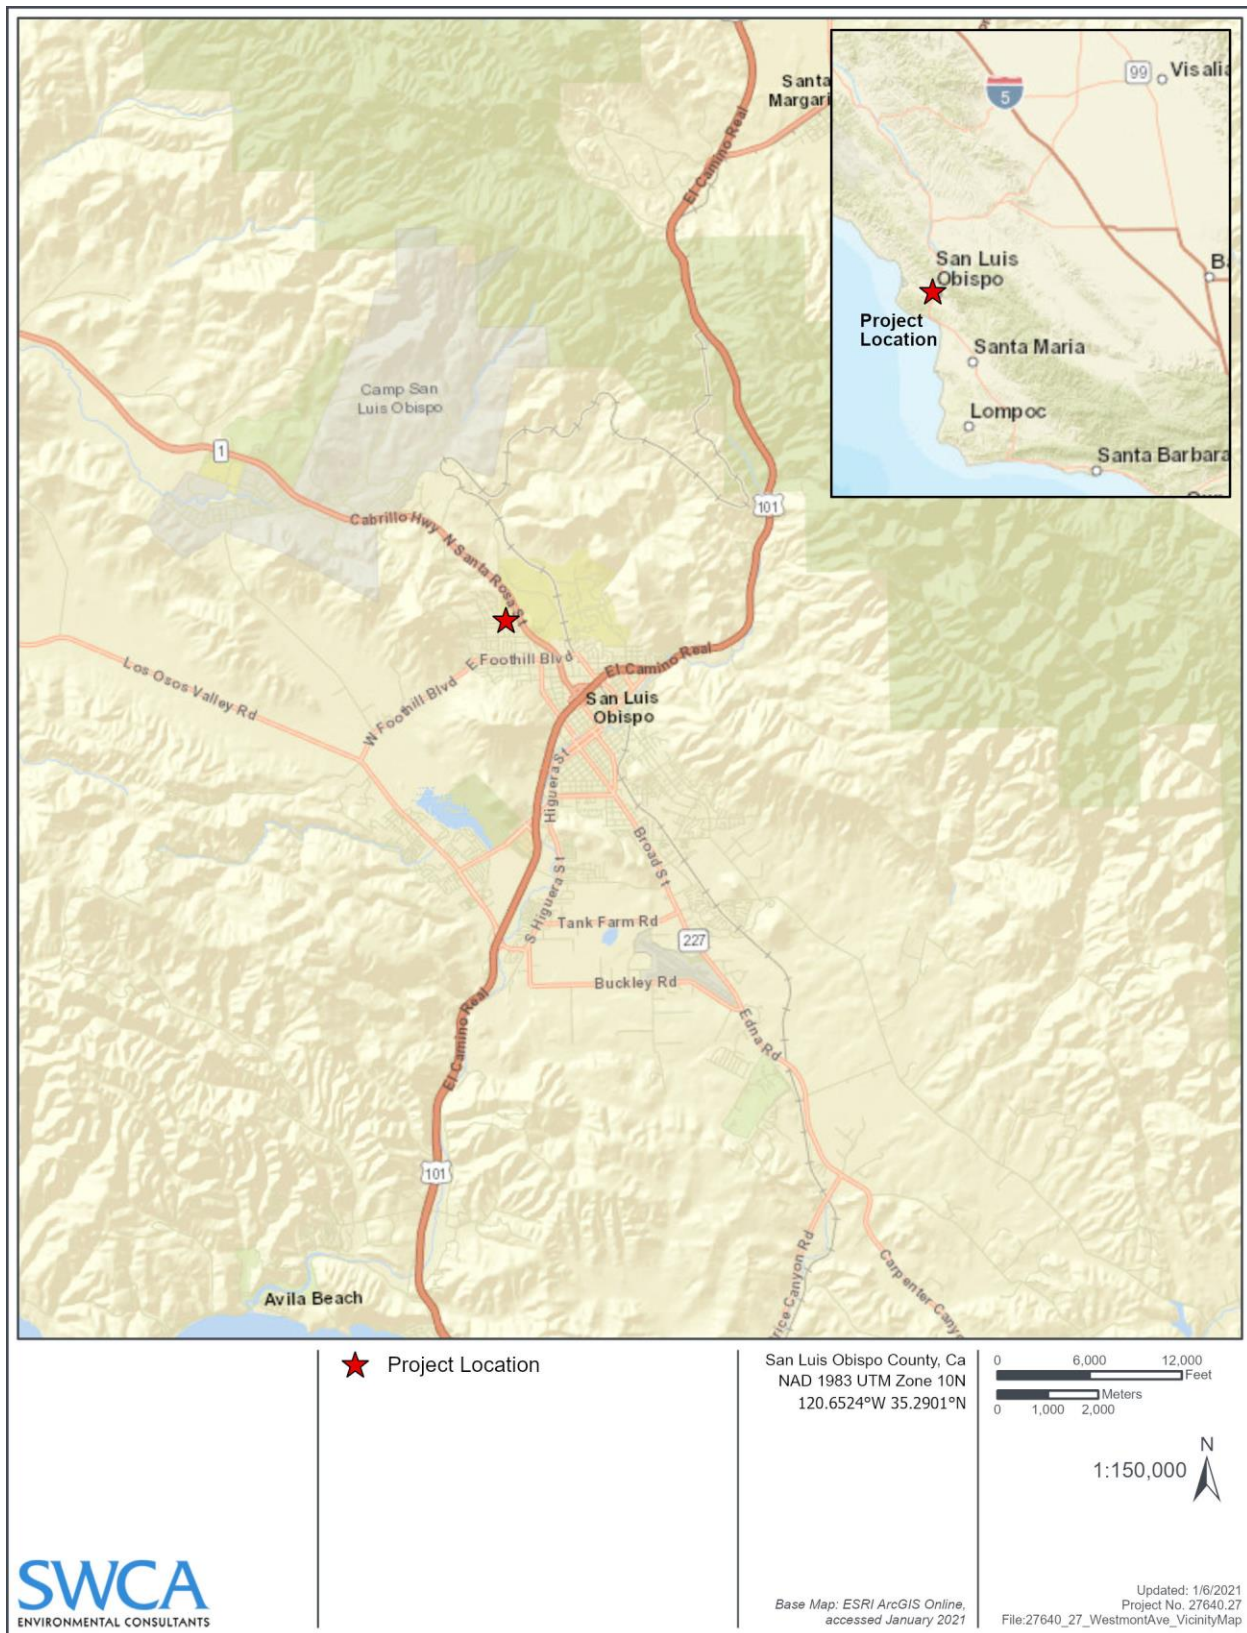 Santa
Margari
El Camino Real
99
Visalia
5
San Luis
Obispo
Project
Location
Santa Maria
Lompoc
Santa Barbara
Camp San
Luis Obispo
1
101
Cabrillo Hwy
N Santa Rosa St
E Foothill Blvd
El Camino Real
Los Osos Valley Rd
W Foothill Blvd
San Luis
Obispo
Higuera St
Broad St
S Higuera St
Tank Farm Rd
227
Buckley Rd
El Camino Real
Edna Rd
101
rice Canyon Rd
Carpenter Canyo
Avila Beach
Project Location
San Luis Obispo County, Ca
NAD 1983 UTM Zone 10N
120.6524°W 35.2901°N
0 6,000 12,000
Feet
Meters
0 1,000 2,000
N
1:150,000
SWCA
ENVIRONMENTAL CONSULTANTS
Base Map: ESRI ArcGIS Online,
accessed January 2021
Updated: 1/6/2021
Project No. 27640.27
File:27640_27_WestmontAve_VicinityMap